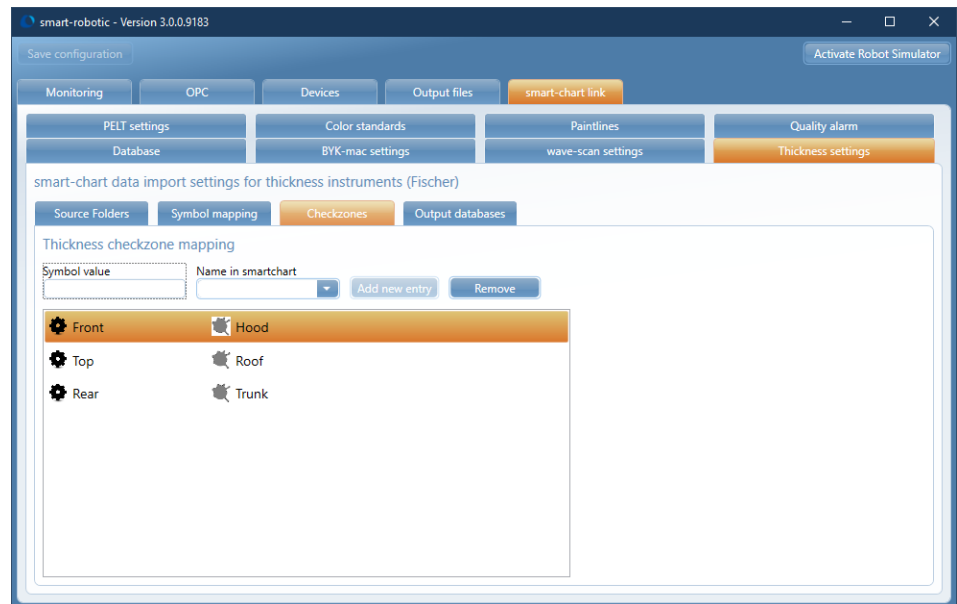 smart-robotic - Version 3.0.0.9183
Save configuration
Activate Robot Simulator
Monitoring OPC Devices Output files smart-chart link
PELT settings Color standards Paintlines Quality alarm
Database BYK-mac settings wave-scan settings Thickness settings
smart-chart data import settings for thickness instruments (Fischer)
Source Folders Symbol mapping Checkzones Output databases
Thickness checkzone mapping
Symbol value Name in smartchart
Add new entry Remove
Front Hood
Top Roof
Rear Trunk